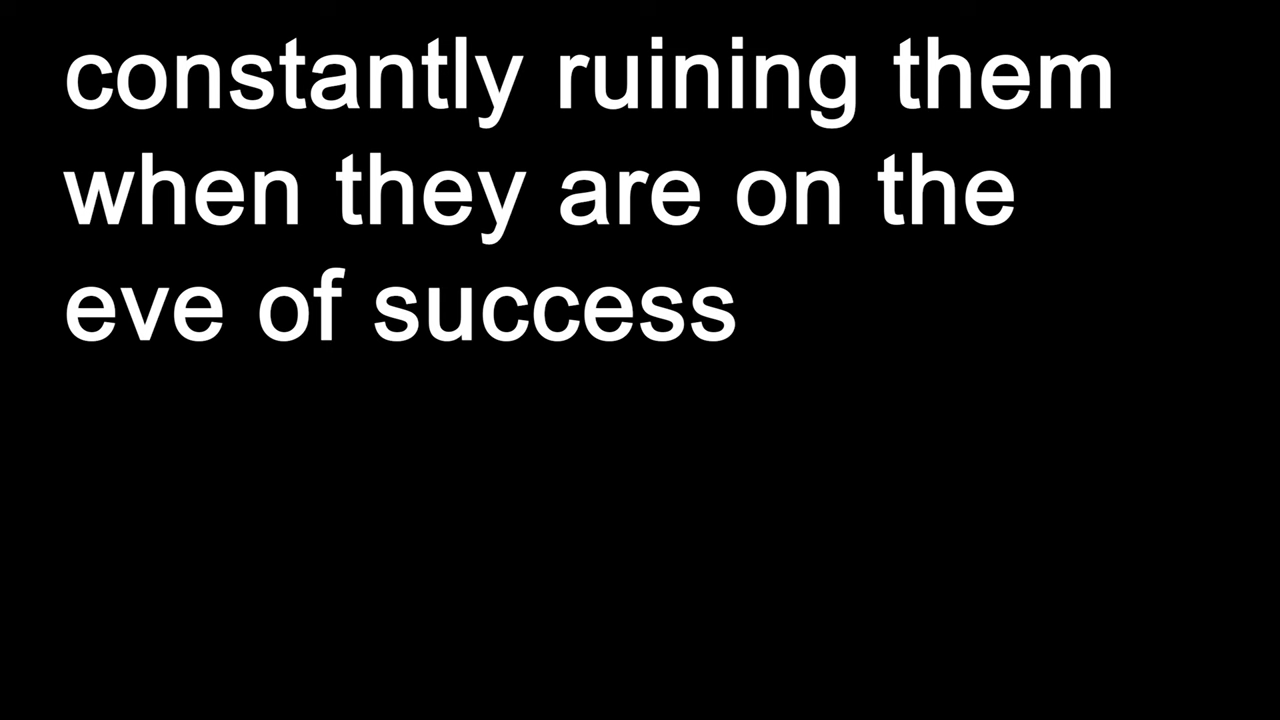 constantly ruining them
when they are on the
eve of success